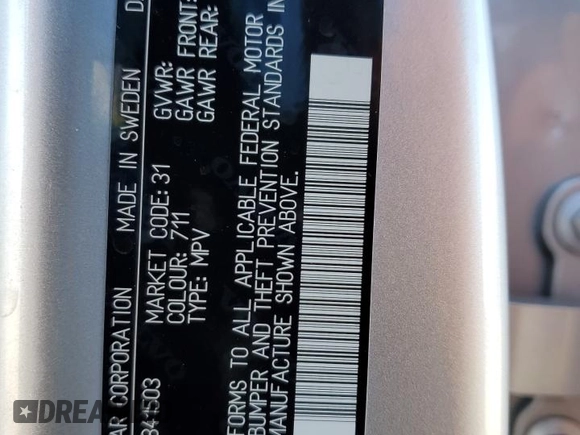 AR CORPORATION MADE IN SWEDEN
34503 MARKET CODE: 31
COLOUR: 711
TYPE: MPV
GVWR:
GAWR FRONT:
GAWR REAR:
FORMS TO ALL APPLICABLE FEDERAL MOTOR
BUMPER AND THEFT PREVENTION STANDARDS IN
MANUFACTURE SHOWN ABOVE.